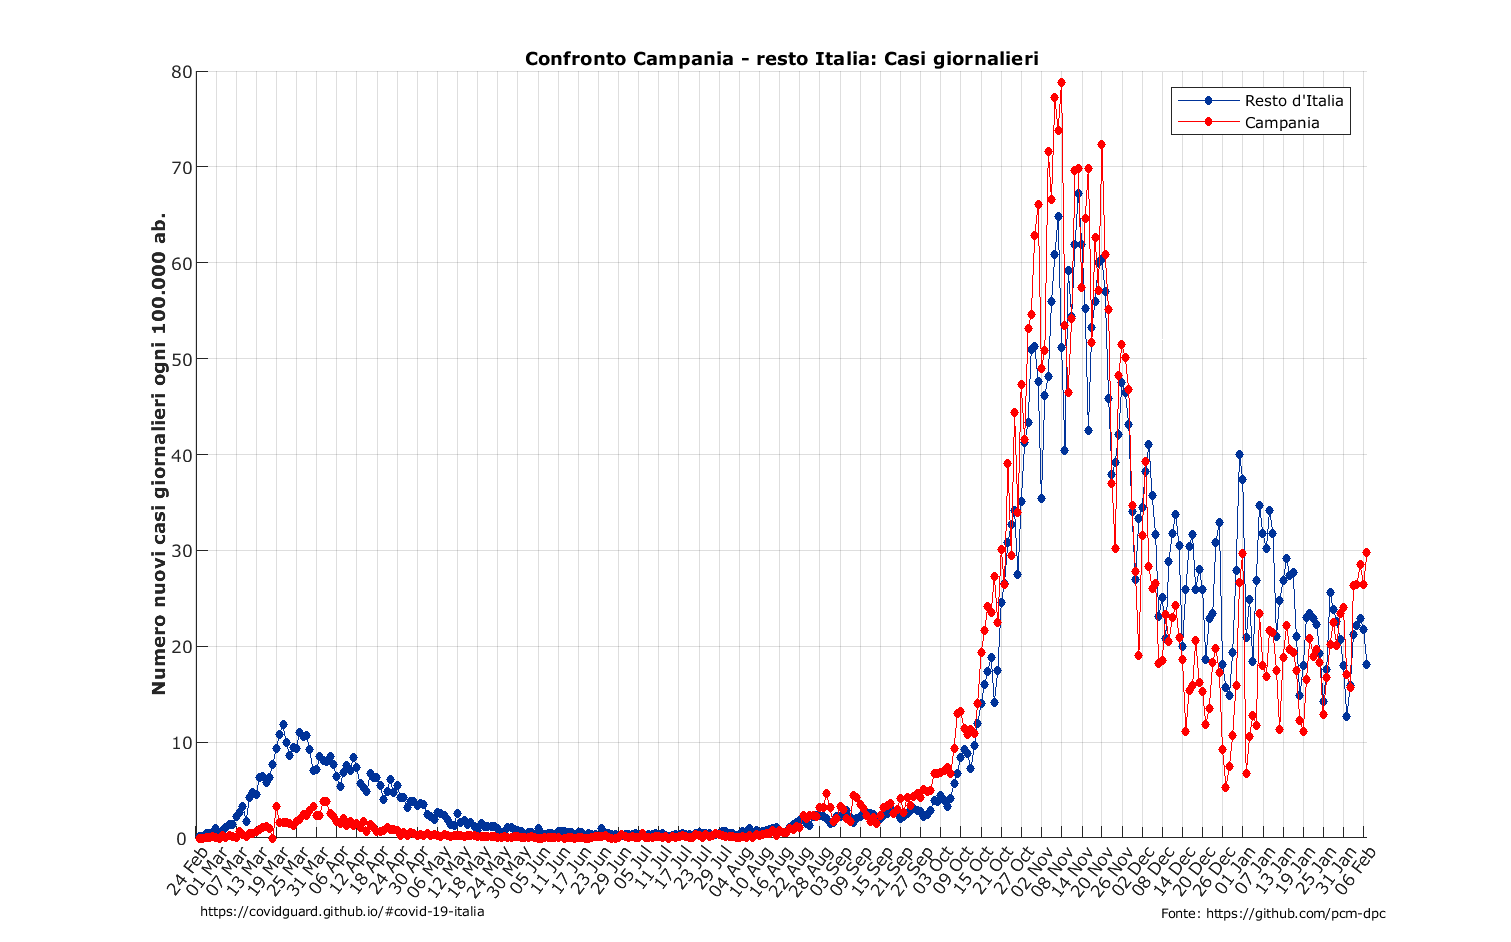 Confronto Campania - resto Italia: Casi giornalieri
Numero nuovi casi giornalieri ogni 100.000 ab.
80
70
60
50
40
30
20
10
0
Resto d'Italia
Campania
24 Feb
01 Mar
07 Mar
13 Mar
19 Mar
25 Mar
31 Mar
06 Apr
12 Apr
18 Apr
24 Apr
30 Apr
06 May
12 May
18 May
24 May
30 May
05 Jun
11 Jun
17 Jun
23 Jun
29 Jun
05 Jul
11 Jul
17 Jul
23 Jul
29 Jul
04 Aug
10 Aug
16 Aug
22 Aug
28 Aug
03 Sep
09 Sep
15 Sep
21 Sep
27 Sep
03 Oct
09 Oct
15 Oct
21 Oct
27 Oct
02 Nov
08 Nov
14 Nov
20 Nov
26 Nov
02 Dec
08 Dec
14 Dec
20 Dec
26 Dec
01 Jan
07 Jan
13 Jan
19 Jan
25 Jan
31 Jan
06 Feb
https://covidguard.github.io/#covid-19-italia
Fonte: https://github.com/pcm-dpc